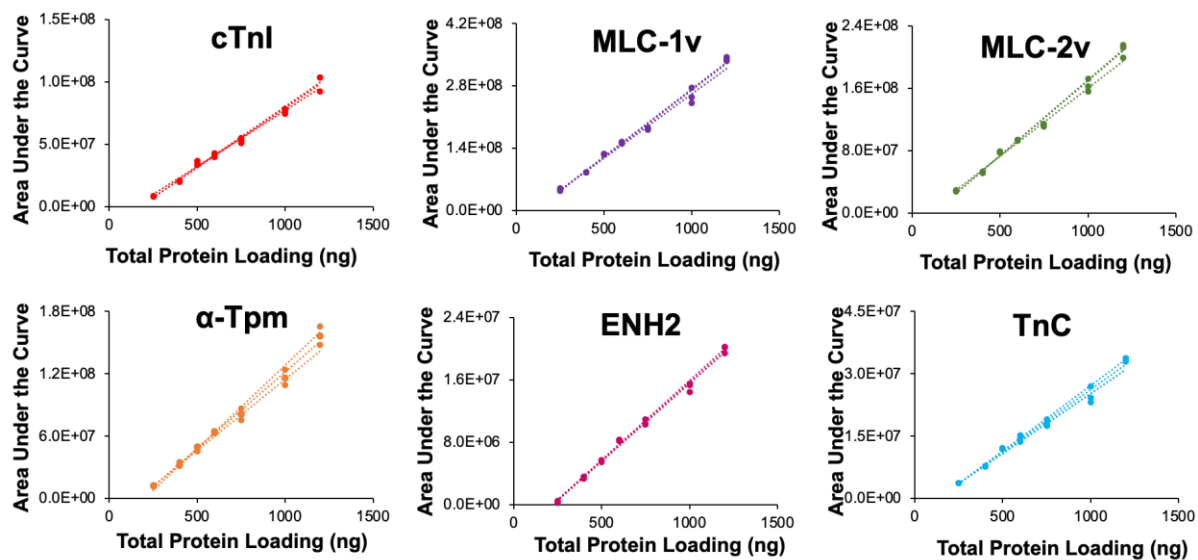 cTnI
Area Under the Curve
1.5E+08
1.0E+08
5.0E+07
0.0E+00
0
500
1000
1500
Total Protein Loading (ng)
MLC-1v
Area Under the Curve
4.2E+08
2.8E+08
1.4E+08
0.0E+00
0
500
1000
1500
Total Protein Loading (ng)
MLC-2v
Area Under the Curve
2.4E+08
1.6E+08
8.0E+07
0.0E+00
0
500
1000
1500
Total Protein Loading (ng)
α-Tpm
Area Under the Curve
1.8E+08
1.2E+08
6.0E+07
0.0E+00
0
500
1000
1500
Total Protein Loading (ng)
ENH2
Area Under the Curve
2.4E+07
1.6E+07
8.0E+06
0.0E+00
0
500
1000
1500
Total Protein Loading (ng)
TnC
Area Under the Curve
4.5E+07
3.0E+07
1.5E+07
0.0E+00
0
500
1000
1500
Total Protein Loading (ng)